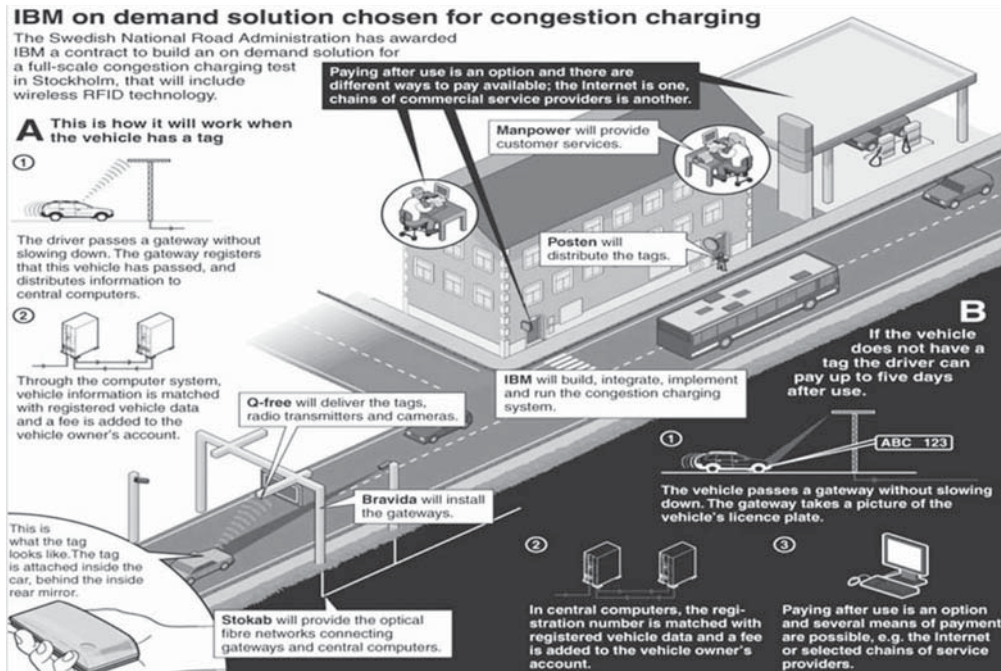 IBM on demand solution chosen for congestion charging
The Swedish National Road Administration has awarded
IBM a contract to build an on demand solution for
a full-scale congestion charging test
in Stockholm, that will include
wireless RFID technology.
Paying after use is an option and there are
different ways to pay available; the Internet is one,
chains of commercial service providers is another.
A This is how it will work when
the vehicle has a tag
1
The driver passes a gateway without
slowing down. The gateway registers
that this vehicle has passed, and
distributes information to
central computers.
2
Through the computer system,
vehicle information is matched
with registered vehicle data
and a fee is added to the
vehicle owner's account.
Manpower will provide
customer services.
Posten will
distribute the tags.
IBM will build, integrate, implement
and run the congestion charging
system.
Q-free will deliver the tags,
radio transmitters and cameras.
Bravida will install
the gateways.
This is
what the tag
looks like. The tag
is attached inside the
car, behind the inside
rear mirror.
Stokab will provide the optical
fibre networks connecting
gateways and central computers.
B
If the vehicle
does not have a
tag the driver can
pay up to five days
after use.
1
ABC 123
The vehicle passes a gateway without slowing
down. The gateway takes a picture of the
vehicle's licence plate.
2
In central computers, the regi-
stration number is matched with
registered vehicle data and a fee
is added to the vehicle owner's
account.
3
Paying after use is an option
and several means of payment
are possible, e.g. the Internet
or selected chains of service
providers.